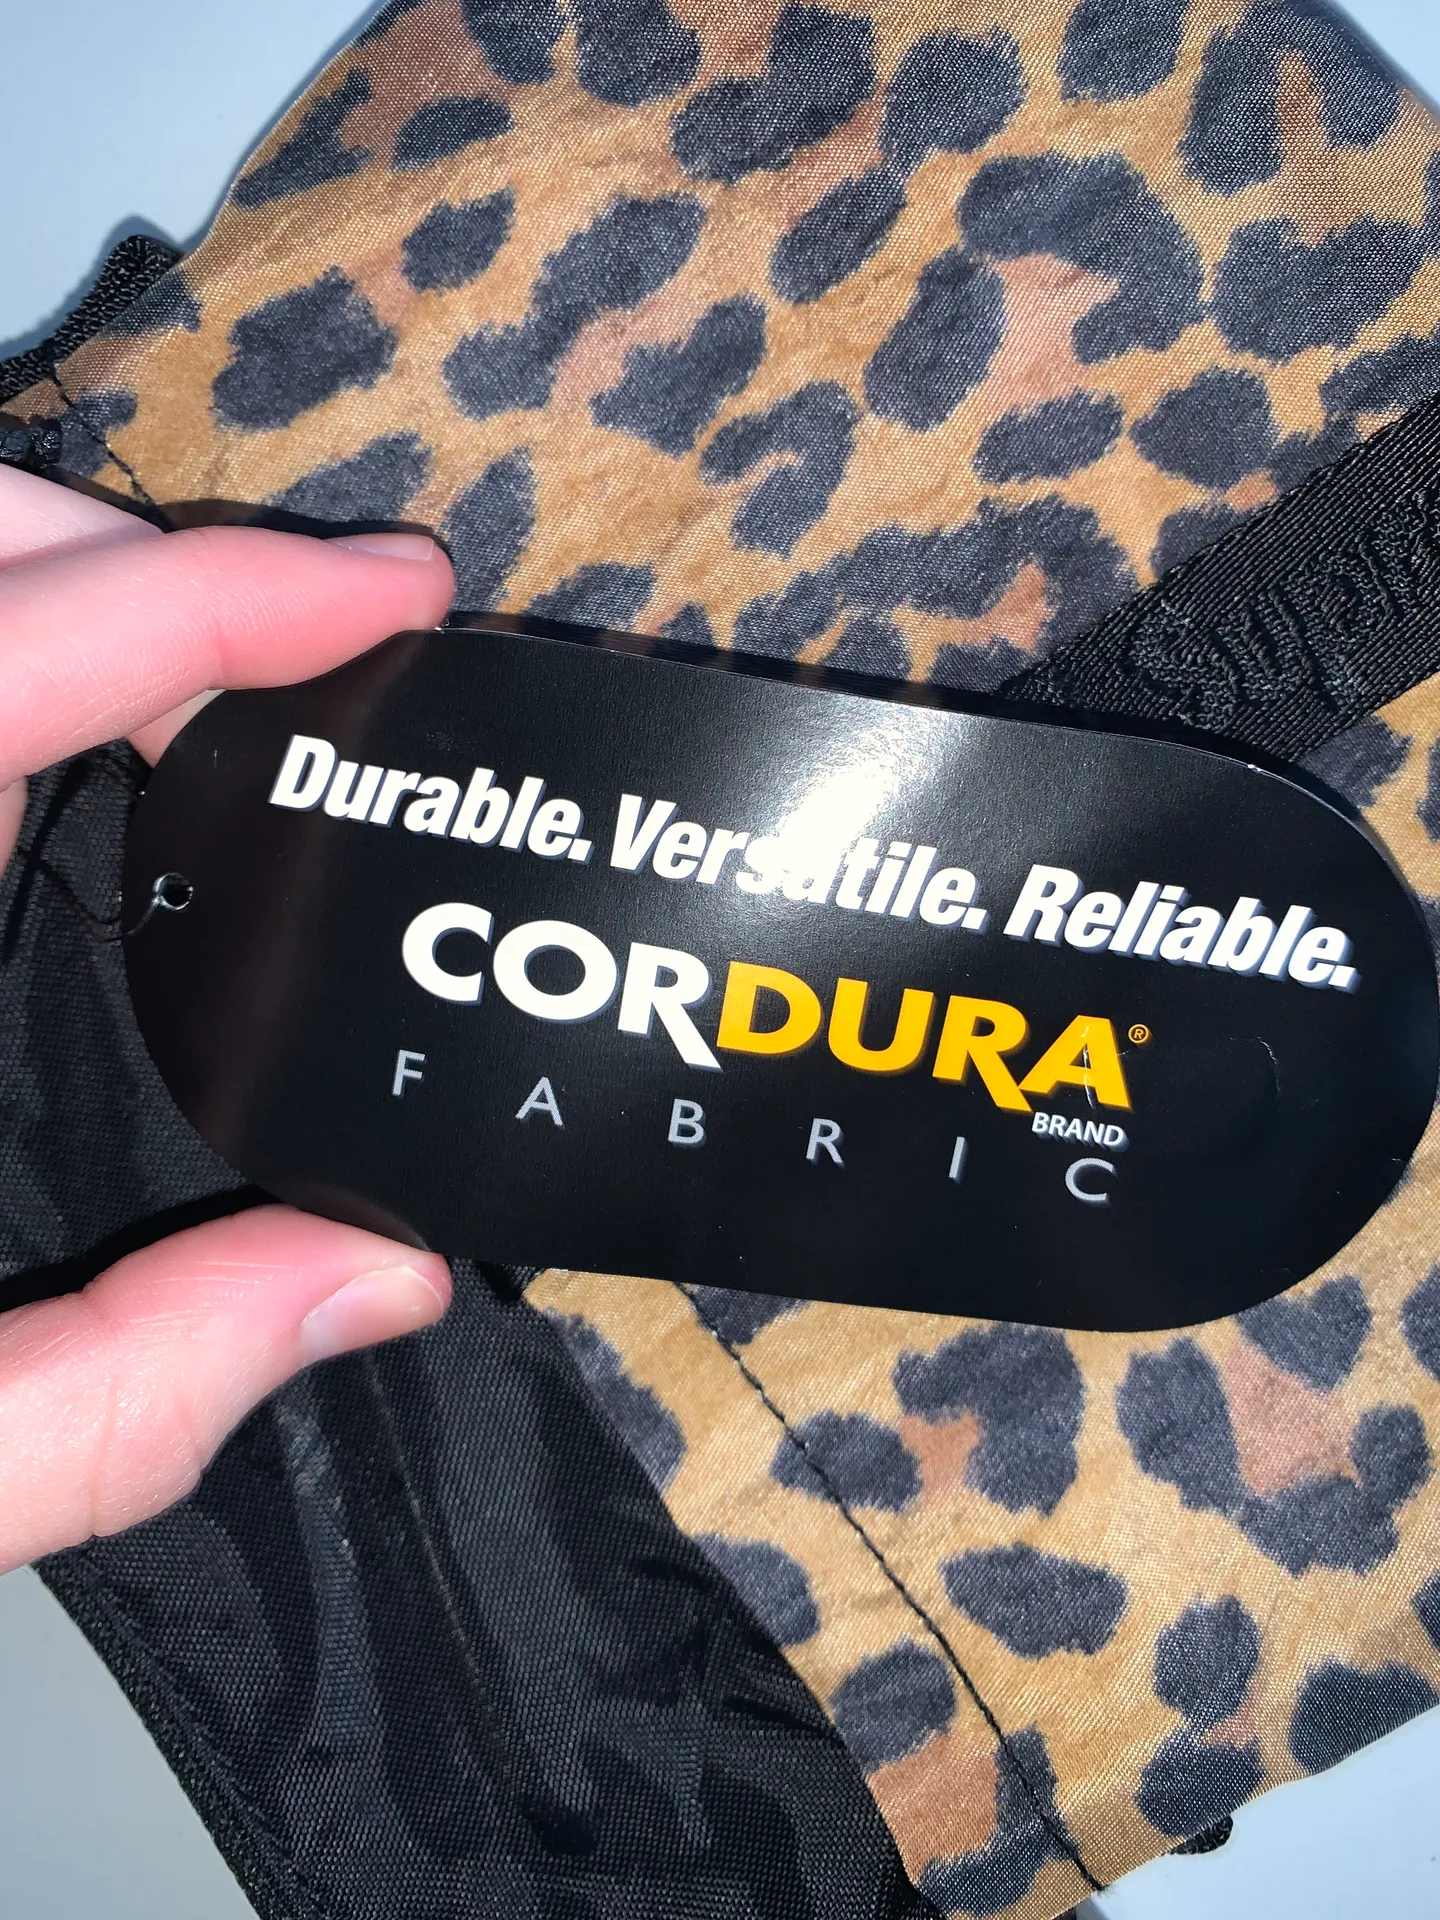 Durable. Versatile. Reliable.
CORDURA®
BRAND
FABRIC